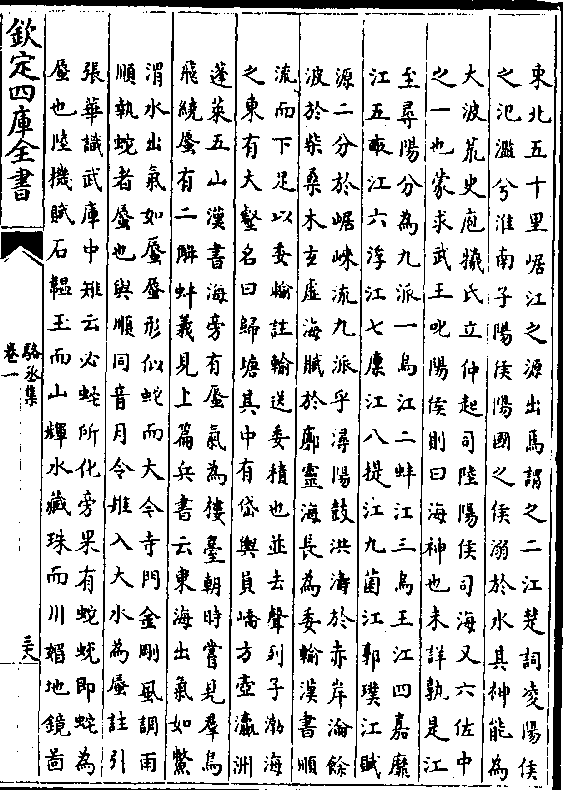 東北五十里崌江之源出焉謂之二江楚詞凌陽侯
之氾濫兮淮南子陽侯陽國之侯溺於水其神能為
大波荒史庖犧氏立仲起司陸陽侯司海又六佐中
之一也蒙求武王叱陽侯則曰海神也未詳孰是江
至尋陽分為九派一烏江二蚌江三烏王江四嘉靡
江五畎江六浮江七廩江八提江九菌江郭璞江賦
源二分於崌崍流九派乎潯陽鼓洪濤於赤岸淪餘
波於柴桑木玄虛海賦於廓靈海長為委輸漢書順
流而下足以委輸註輸送委積也並去聲列子渤海
之東有大壑名曰歸塘其中有岱輿員嶠方壺瀛洲
蓬萊五山漢書海旁有蜃氣為樓臺朝時嘗見羣烏
飛繞蜃有二解蚌義見上篇兵書云東海出氣如鱉
渭水出氣如蜃蜃形似蛇而大今寺門金剛風調雨
順執蛇者蜃也與順同音月令雉入大水為蜃註引
張華識武庫中雉云必蛇所化旁果有蛇蛻即蛇為
蜃也陸機賦石韞玉而山輝水藏珠而川媚地鏡圖
欽定四庫全書
駱丞集
卷一
三六